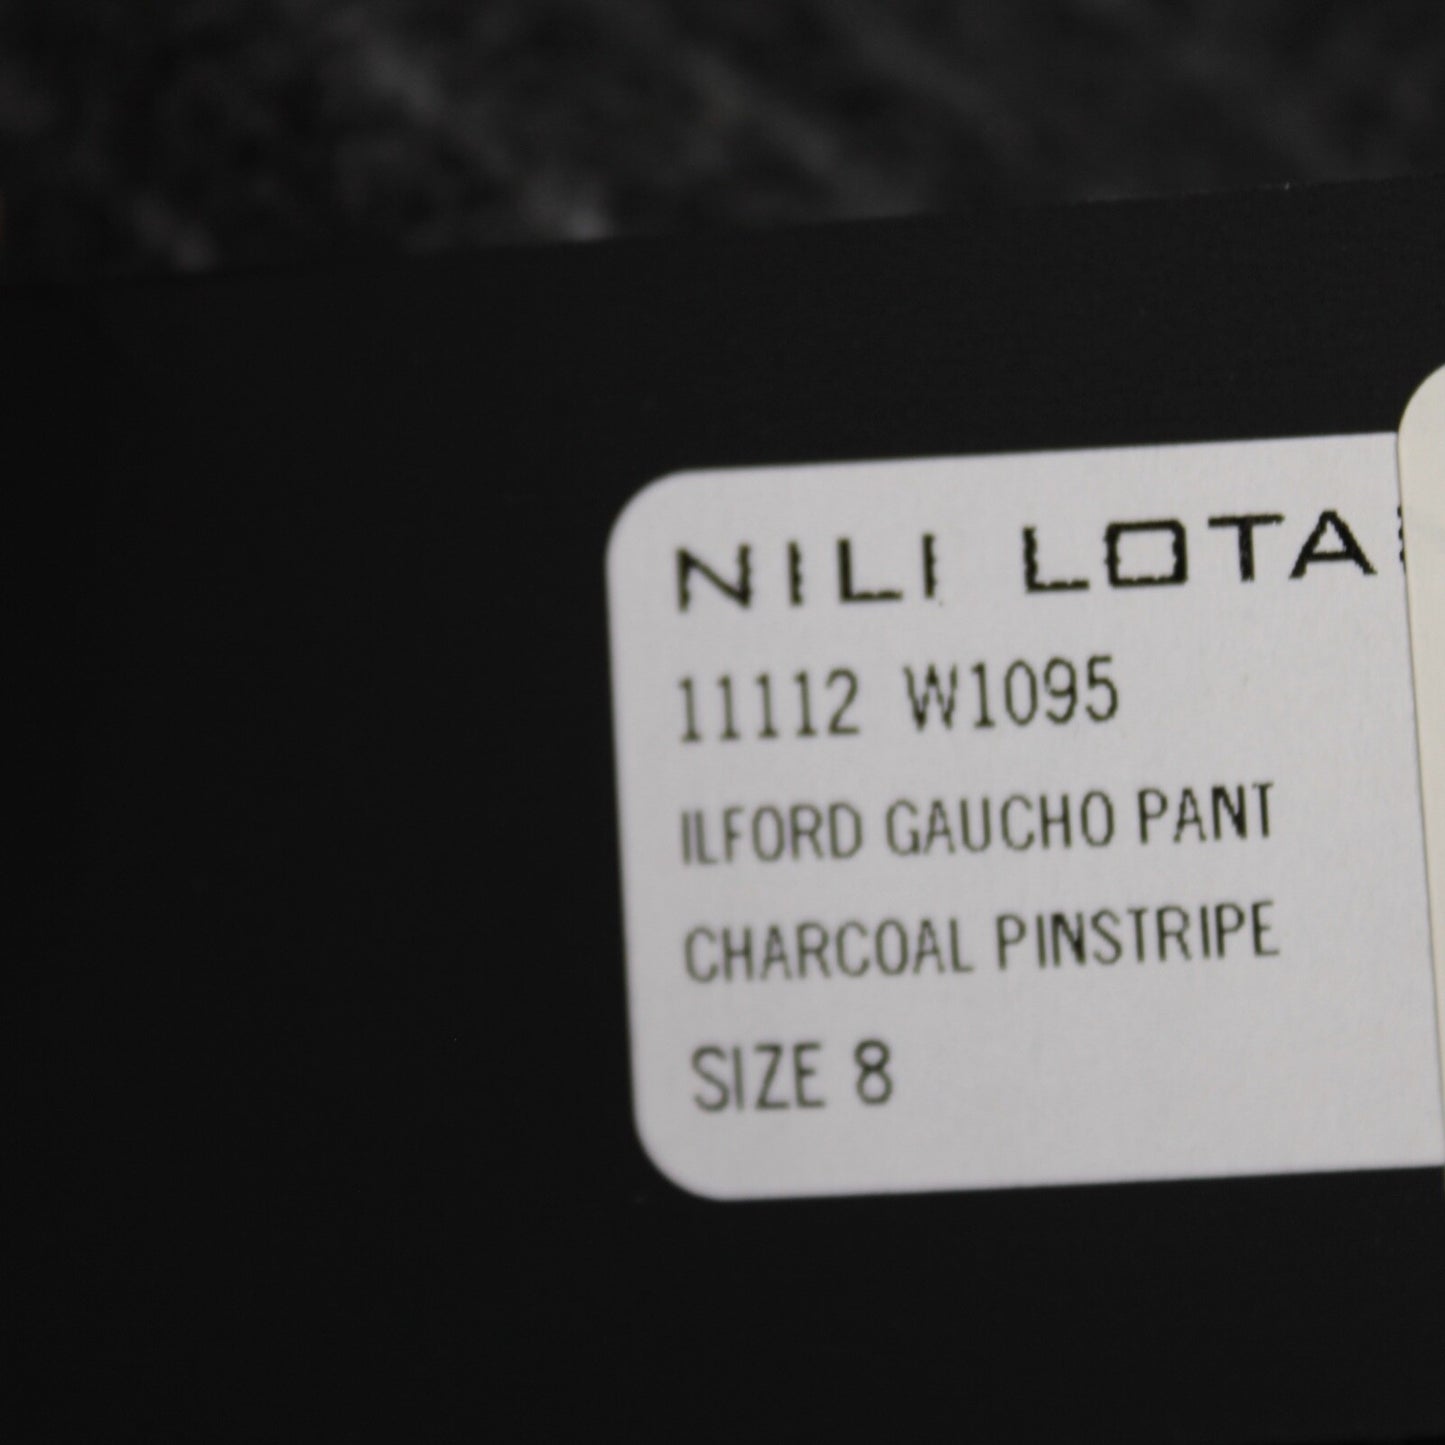 NILI LOTA
11112 W1095
ILFORD GAUCHO PANT
CHARCOAL PINSTRIPE
SIZE 8